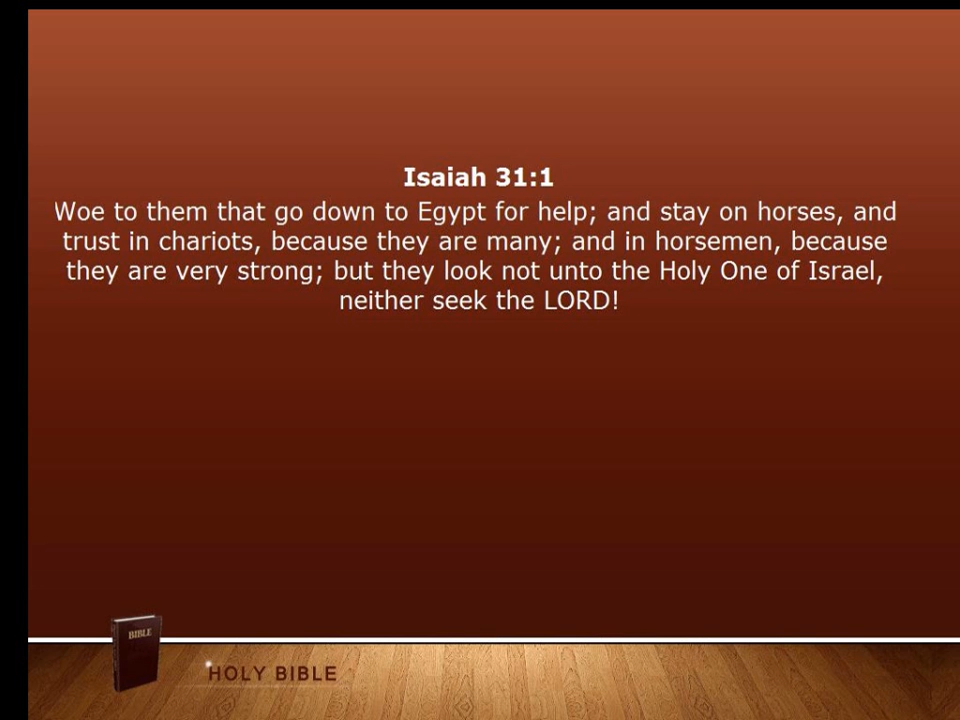 Isaiah 31:1
Woe to them that go down to Egypt for help; and stay on horses, and
trust in chariots, because they are many; and in horsemen, because
they are very strong; but they look not unto the Holy One of Israel,
neither seek the LORD!
BIBLE
HOLY BIBLE